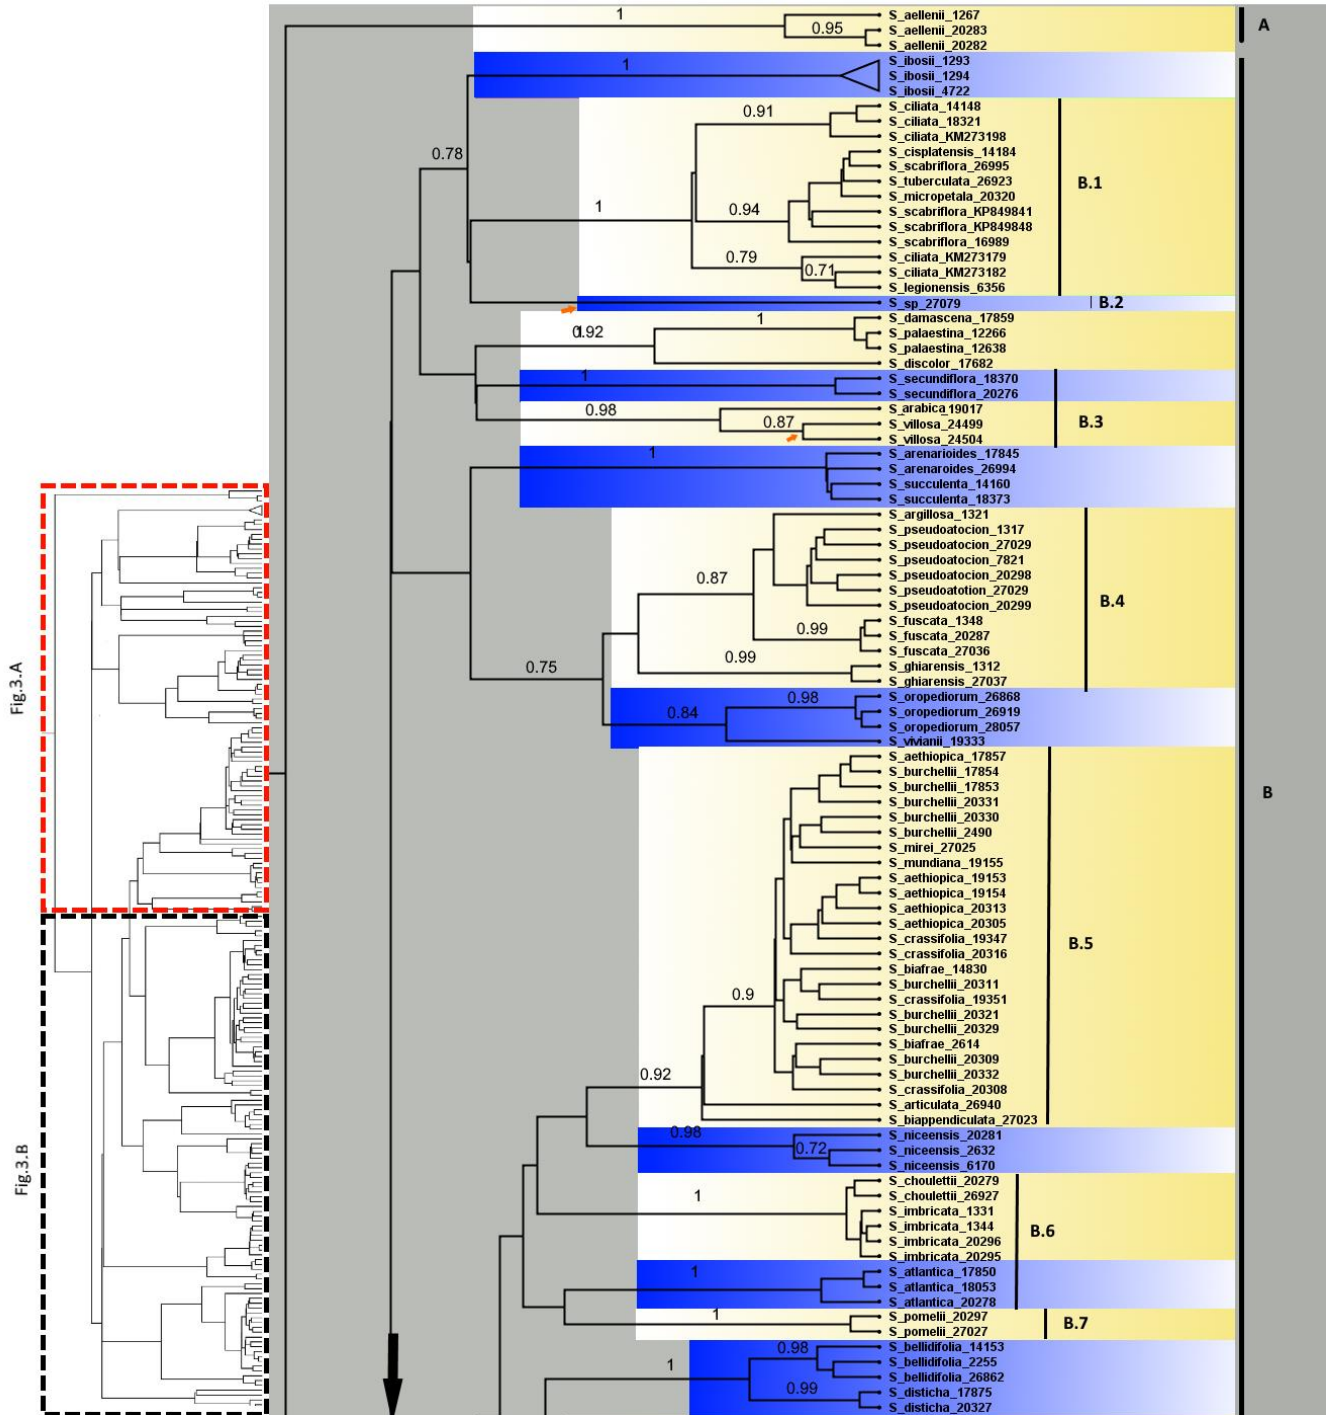 1
S_aellenii_1267
A
0.95
S_aellenii_20283
S_aellenii_20282
1
S_ibosii_1293
S_ibosii_1294
S_ibosii_4722
0.91
S_ciliata_14148
S_ciliata_18321
S_ciliata_KM273198
0.78
S_cisplatensis_14184
S_scabriflora_26995
S_tuberculata_26923
B.1
S_micropetala_20320
1
0.94
S_scabriflora_KP849841
S_scabriflora_KP849848
S_scabriflora_16989
0.79
S_ciliata_KM273179
0.71
S_ciliata_KM273182
S_legionensis_6356
S_sp_27079
B.2
S_damascena_17859
1
0.92
S_palaestina_12266
S_palaestina_12638
S_discolor_17682
1
S_secundiflora_18370
S_secundiflora_20276
0.98
S_arabica_19017
0.87
S_villosa_24499
B.3
S_villosa_24504
1
S_arenarioides_17845
S_arenaroides_26994
S_succulenta_14160
S_succulenta_18373
S_argillosa_1321
S_pseudoatocion_1317
S_pseudoatocion_27029
S_pseudoatocion_7821
0.87
S_pseudoatocion_20298
S_pseudoatotion_27029
B.4
S_pseudoatocion_20299
S_fuscata_1348
0.99
S_fuscata_20287
S_fuscata_27036
0.99
S_ghiarensis_1312
0.75
S_ghiarensis_27037
0.98
S_oropediorum_26868
0.84
S_oropediorum_26919
S_oropediorum_28057
S_vivianii_19333
Fig.3.A
S_aethiopica_17857
S_burchellii_17854
S_burchellii_17853
B
S_burchellii_20331
S_burchellii_20330
S_burchellii_2490
S_mirei_27025
S_mundiana_19155
S_aethiopica_19153
S_aethiopica_19154
S_aethiopica_20313
S_aethiopica_20305
S_crassifolia_19347
B.5
S_crassifolia_20316
S_biafrae_14830
S_burchellii_20311
0.9
S_crassifolia_19351
S_burchellii_20321
S_burchellii_20329
S_biafrae_2614
S_burchellii_20309
0.92
S_burchellii_20332
S_crassifolia_20308
S_articulata_26940
S_biappendiculata_27023
0.98
S_niceensis_20281
0.72
S_niceensis_2632
S_niceensis_6170
Fig.3.B
S_choulettii_20279
1
S_choulettii_26927
S_imbricata_1331
S_imbricata_1344
B.6
S_imbricata_20296
S_imbricata_20295
1
S_atlantica_17850
S_atlantica_18053
S_atlantica_20278
1
S_pomelii_20297
B.7
S_pomelii_27027
0.98
S_bellidifolia_14153
1
S_bellidifolia_2255
S_bellidifolia_26862
0.99
S_disticha_17875
S_disticha_20327